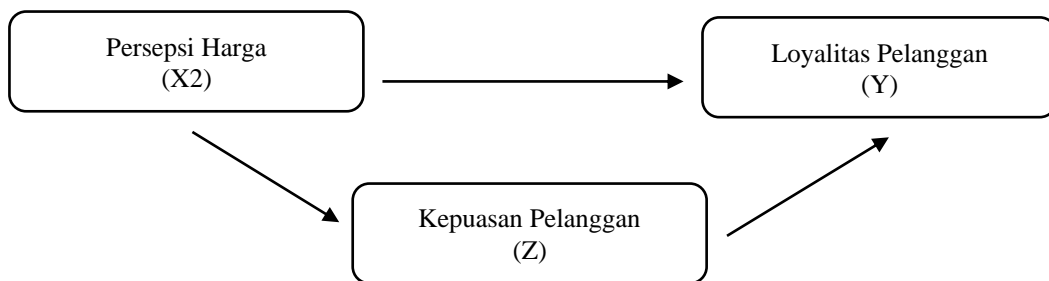 Persepsi Harga
(X2)
Loyalitas Pelanggan
(Y)
Kepuasan Pelanggan
(Z)